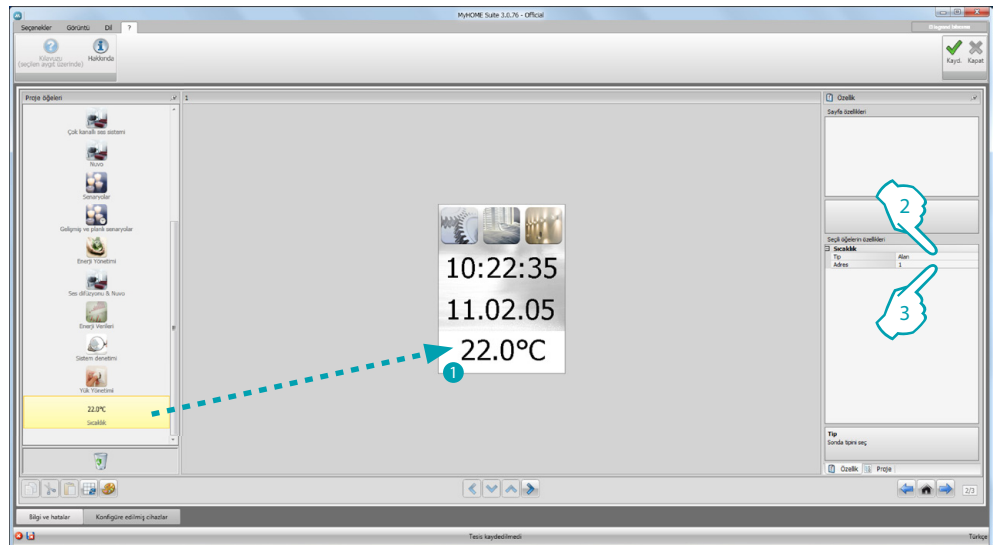 MyHOME Suite 3.0.76 - Official
Seçenekler Görüntü Dil ?
Kılavuzu
(seçilen aygıt üzerinde)
Hakkında
Kayd. Kapat
Proje öğeleri
1
Özellik
Sayfa özellikleri
Çok kanallı ses sistemi
Nuvo
Senaryolar
Gelişmiş ve planlı senaryolar
Enerji Yönetimi
Ses difüzyonu & Nuvo
Enerji Verileri
Sistem denetimi
Yük Yönetimi
22.0°C
Sıcaklık
10:22:35
11.02.05
22.0°C
1
2
Seçili öğelerin özellikleri
Sıcaklık
Tip Alan
Adres 1
3
Tip
Sonda tipini seç
Özellik Proje
2/3
Bilgi ve hatalar Konfigüre edilmiş cihazlar
Tesis kaydedilmedi
Türkçe